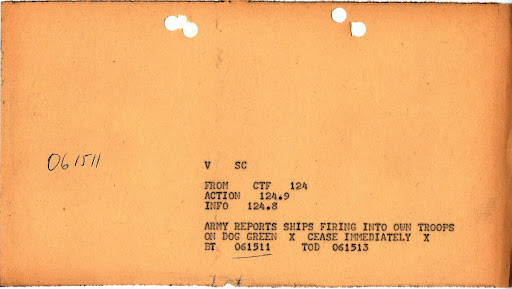 061511
V SC
FROM CTF 124
ACTION 124.9
INFO 124.8
ARMY REPORTS SHIPS FIRING INTO OWN TROOPS
ON DOG GREEN X CEASE IMMEDIATELY X
BT 061511 TOD 061513